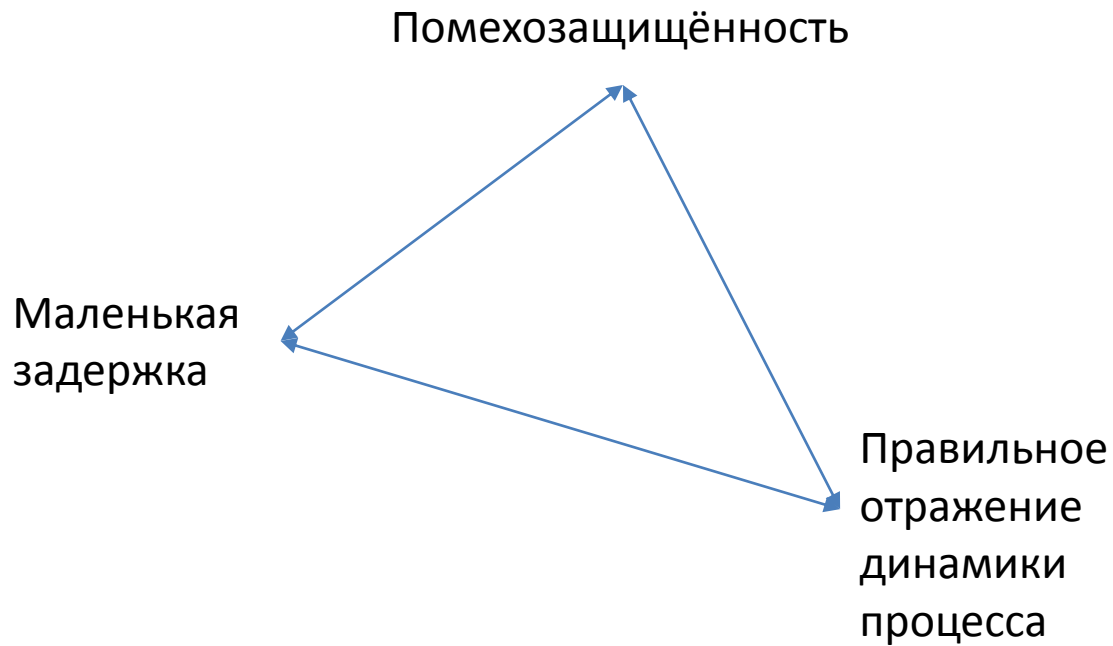 Помехозащищённость
Маленькая
задержка
Правильное
отражение
динамики
процесса